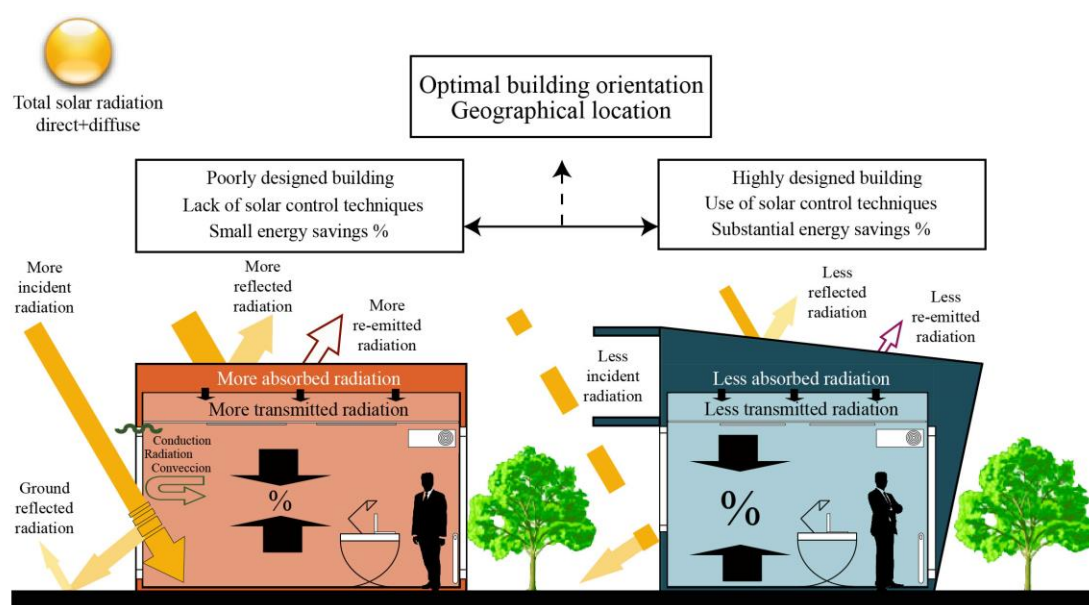 Total solar radiation
direct+diffuse
Optimal building orientation
Geographical location
Poorly designed building
Lack of solar control techniques
Small energy savings %
Highly designed building
Use of solar control techniques
Substantial energy savings %
More
incident
radiation
More
reflected
radiation
More
re-emitted
radiation
Less
incident
radiation
Less
reflected
radiation
Less
re-emitted
radiation
More absorbed radiation
More transmitted radiation
Conduction
Radiation
Conveccion
%
Ground
reflected
radiation
Less absorbed radiation
Less transmitted radiation
%